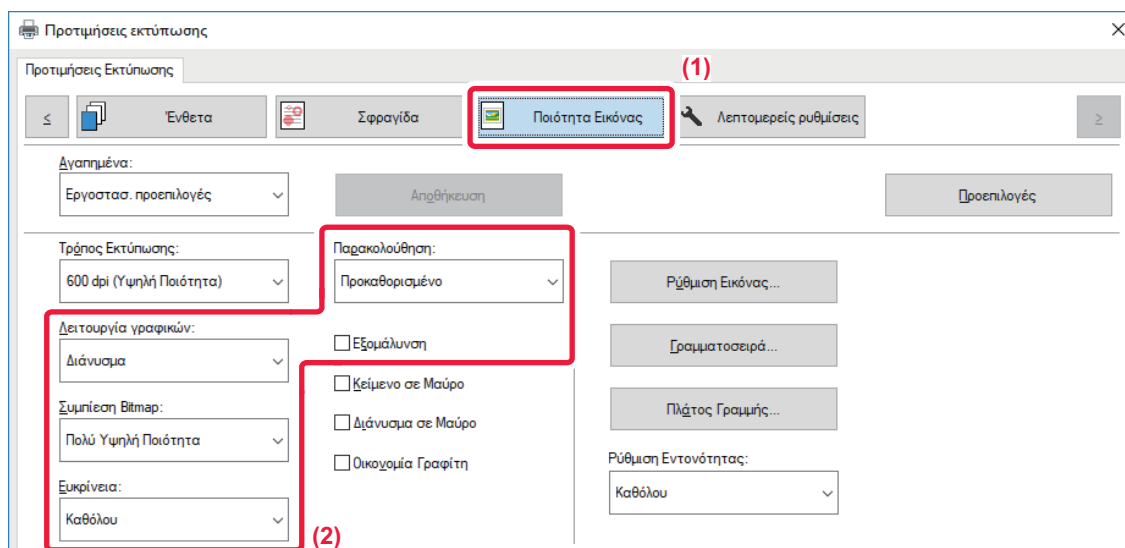 Προτιμήσεις εκτύπωσης
Προτιμήσεις Εκτύπωσης
(1)
<
Ένθετα
Σφραγίδα
Ποιότητα Εικόνας
Λεπτομερείς ρυθμίσεις
>
Αγαπημένα:
Εργοστασ. προεπιλογές
Αποθήκευση
Προεπιλογές
Τρόπος Εκτύπωσης:
600 dpi (Υψηλή Ποιότητα)
Παρακολούθηση:
Προκαθορισμένο
Ρύθμιση Εικόνας...
Λειτουργία γραφικών:
Διάνυσμα
Εξομάλυνση
Γραμματοσειρά...
Κείμενο σε Μαύρο
Συμπίεση Bitmap:
Πολύ Υψηλή Ποιότητα
Διάνυσμα σε Μαύρο
Πλάτος Γραμμής...
Οικονομία Γραφίτη
Ρύθμιση Εντονότητας:
Καθόλου
Ευκρίνεια:
Καθόλου
(2)